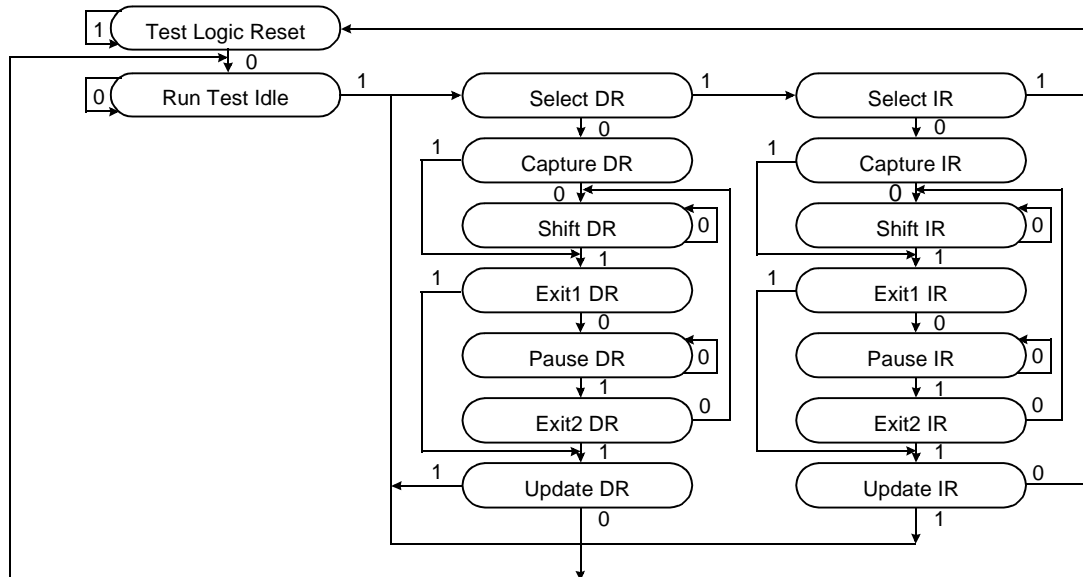 1 Test Logic Reset
0
0 Run Test Idle 1
Select DR 1
Select IR 1
0 0
1 Capture DR
1 Capture IR
0 0
Shift DR 0
Shift IR 0
1 1
1 Exit1 DR
1 Exit1 IR
0 0
Pause DR 0
Pause IR 0
1 1
Exit2 DR 0
Exit2 IR 0
1 1
1 Update DR
Update IR 0
0 1